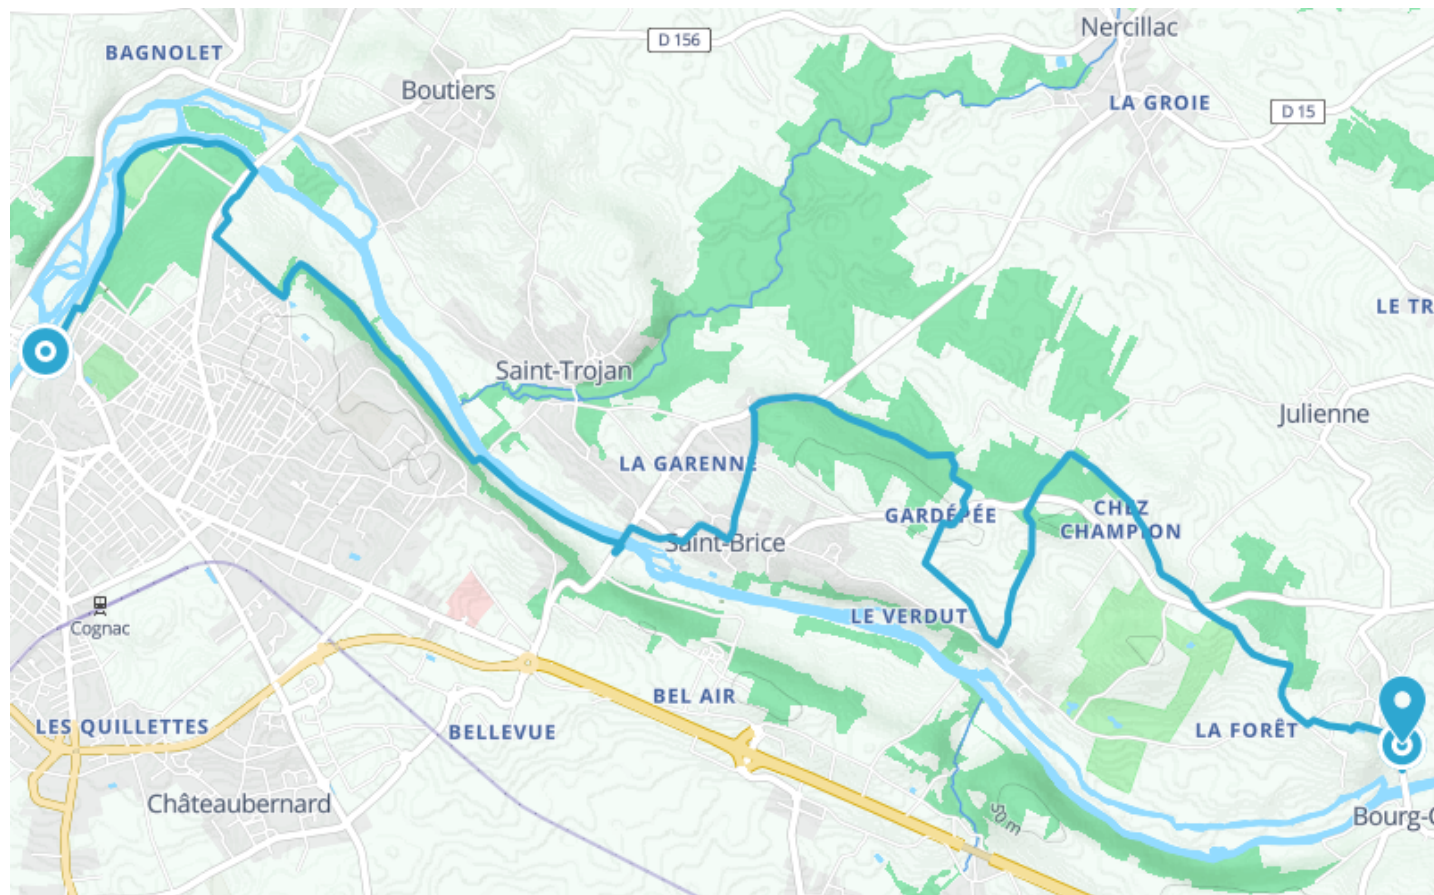 Nercillac
D 156
BAGNOLET
Boutiers
LA GROIE
D 15
LE TR
Saint-Trojan
Julienne
LA GARENNE
GARDÉPÉE
CHEZ
CHAMPION
Saint-Brice
LE VERDUT
Cognac
BEL AIR
LES QUILLETTES
BELLEVUE
LA FORÊT
Châteaubernard
50 m
Bourg-C